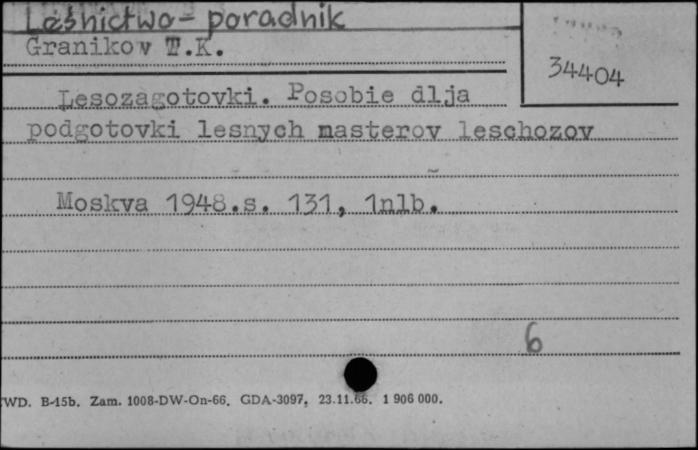 Leśnictwo - poradnik
Granikov T.K.
34404
Lesozagotovki. Posobie dlja
podgotovki lesnych masterov leschozov
Moskva 1948.s. 131, 1nlb.
6
WD. B-15b. Zam. 1008-DW-On-66. GDA-3097. 23.11.66. 1 906 000.